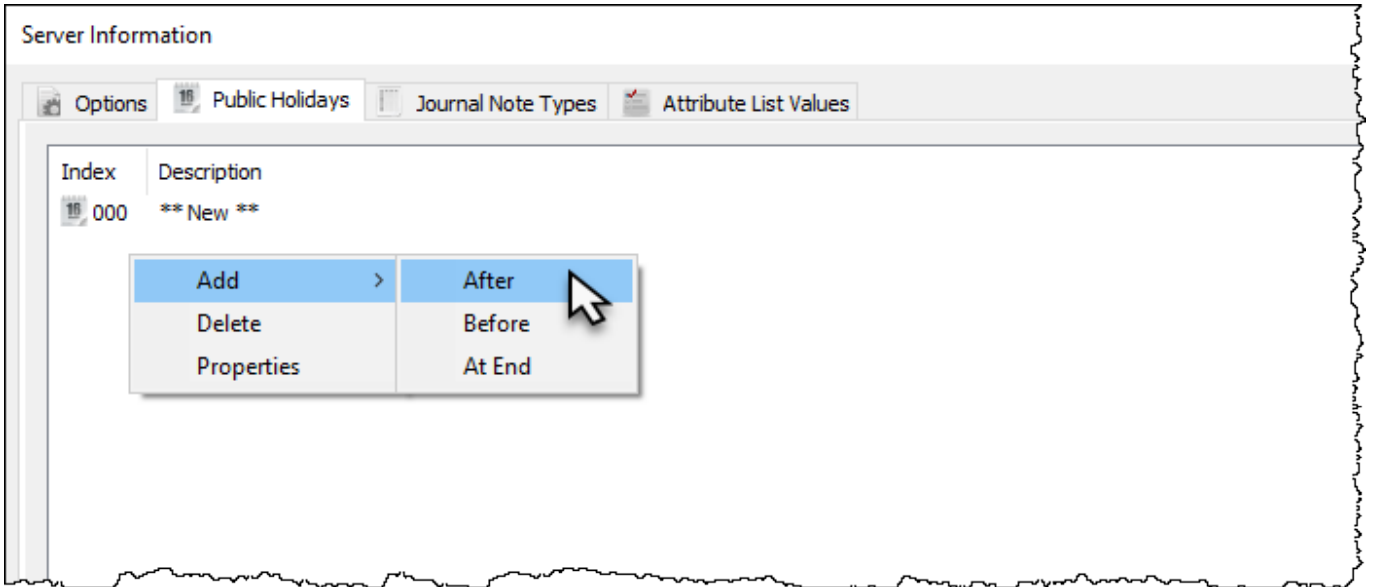 Server Information
Options Public Holidays Journal Note Types Attribute List Values
Index Description
000 ** New **
Add > After
Delete Before
Properties At End